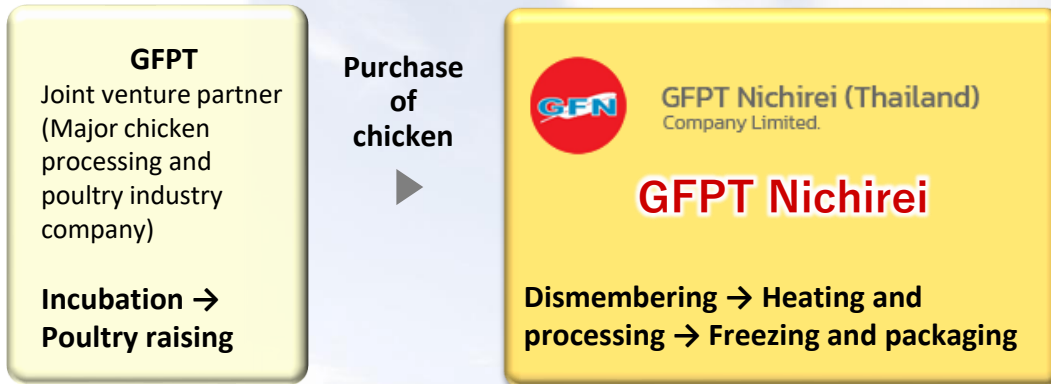 GFPT
Joint venture partner
(Major chicken
processing and
poultry industry
company)
Incubation →
Poultry raising
Purchase
of
chicken
GFN
GFPT Nichirei (Thailand)
Company Limited.
GFPT Nichirei
Dismembering → Heating and
processing → Freezing and packaging